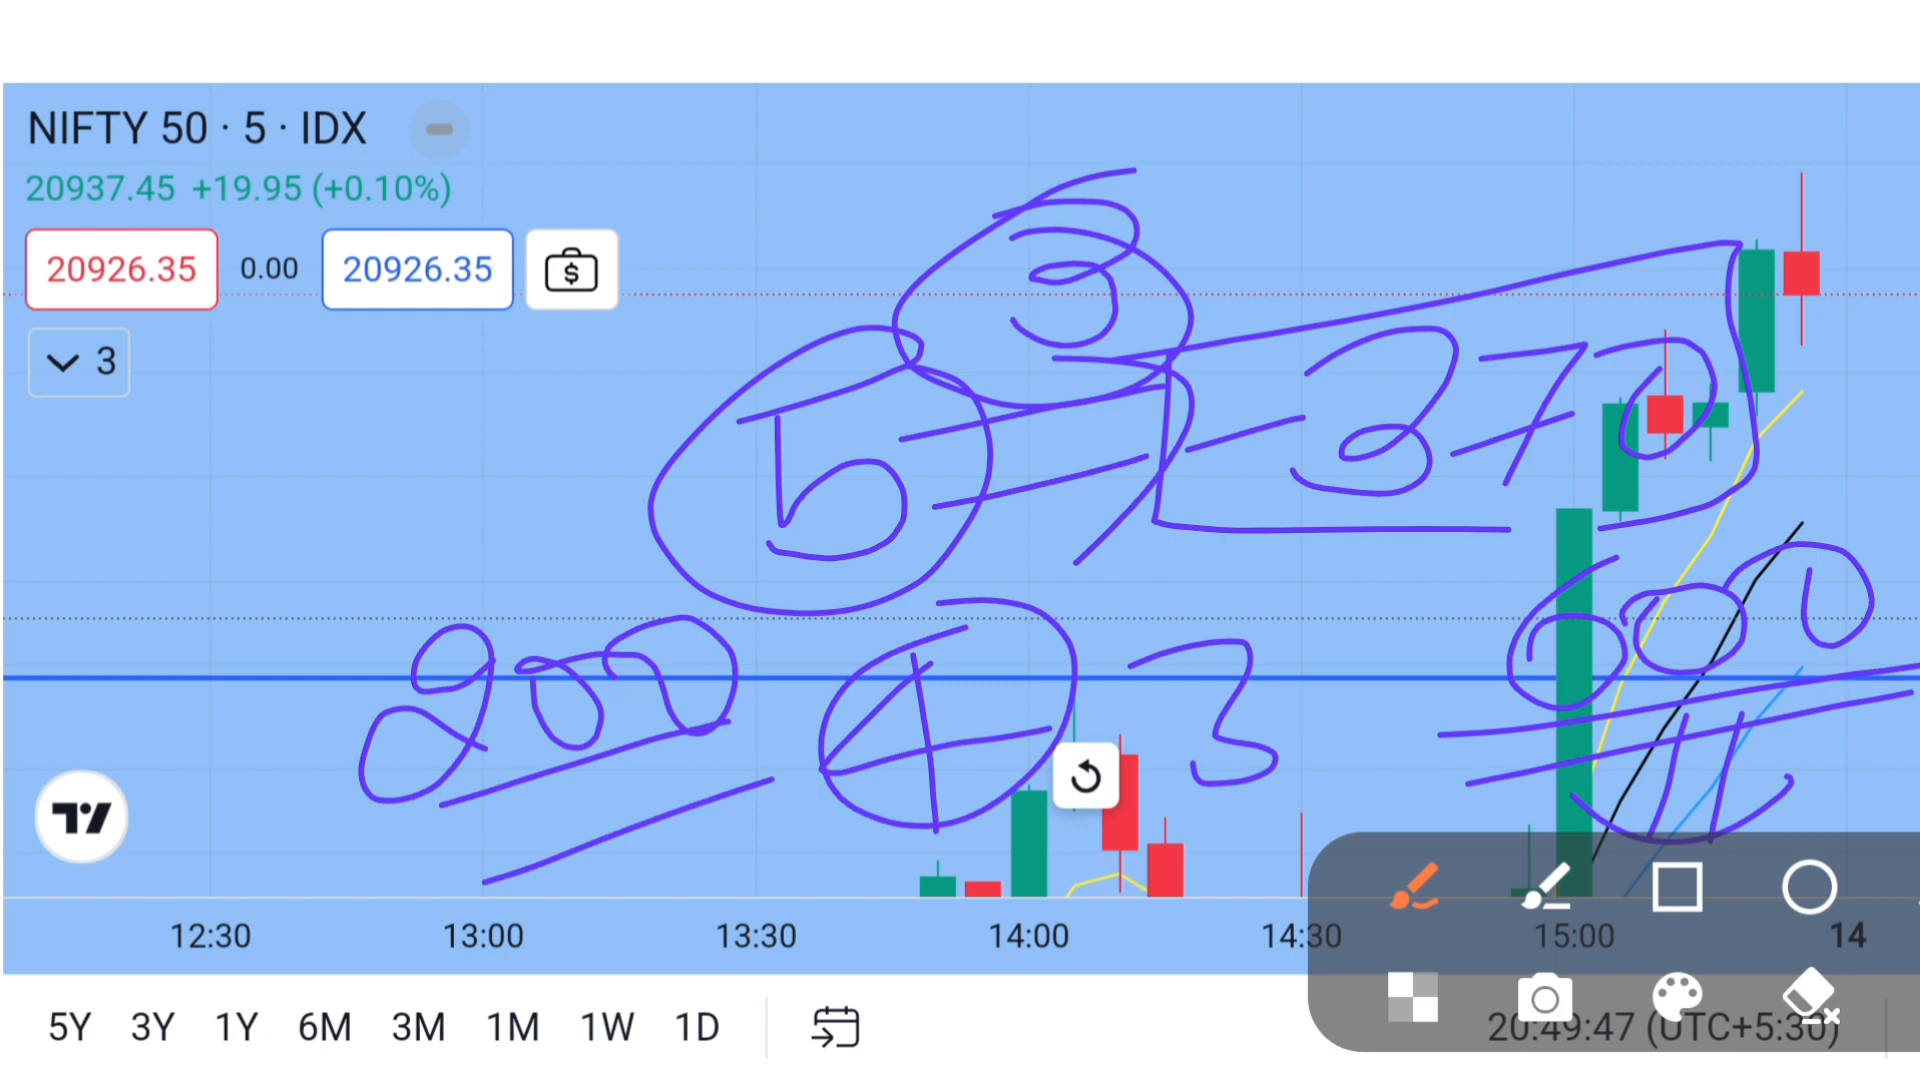 NIFTY 50 · 5 · IDX
20937.45 +19.95 (+0.10%)
20926.35 0.00 20926.35
3
3
5
370
200
4
3
500
12:30 13:00 13:30 14:00 14:30 15:00 14
5Y 3Y 1Y 6M 3M 1M 1W 1D
20:49:47 (UTC+5:30)